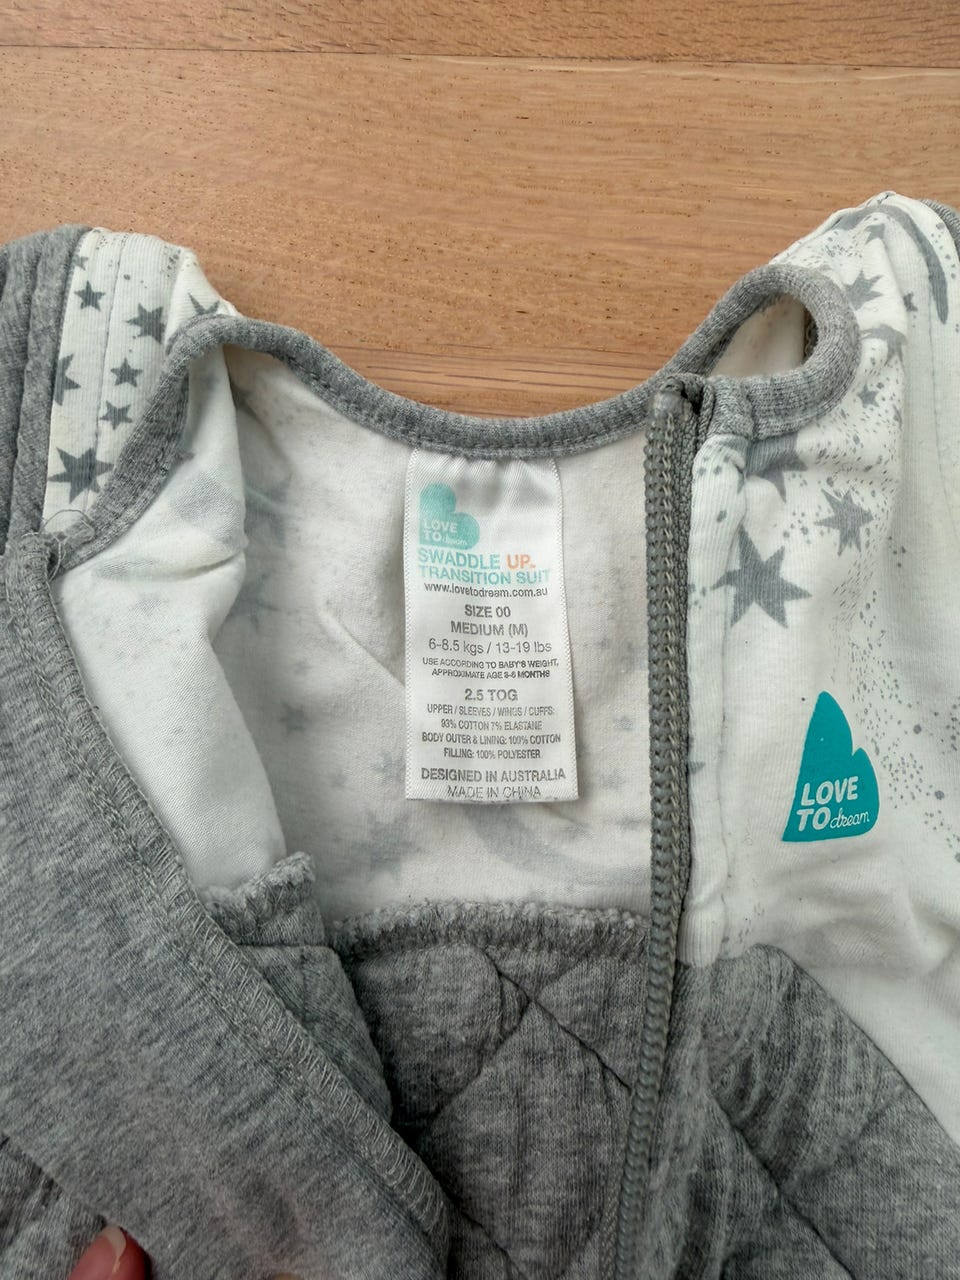 LOVE
TO dream
SWADDLE UP™
TRANSITION SUIT
www.lovetodream.com.au
SIZE 00
MEDIUM (M)
6-8.5 kgs / 13-19 lbs
USE ACCORDING TO BABY'S WEIGHT,
APPROXIMATE AGE 3-6 MONTHS
2.5 TOG
UPPER / SLEEVES / WINGS / CUFFS:
93% COTTON 7% ELASTANE
BODY OUTER & LINING: 100% COTTON
FILLING: 100% POLYESTER
DESIGNED IN AUSTRALIA
MADE IN CHINA
LOVE
TO dream